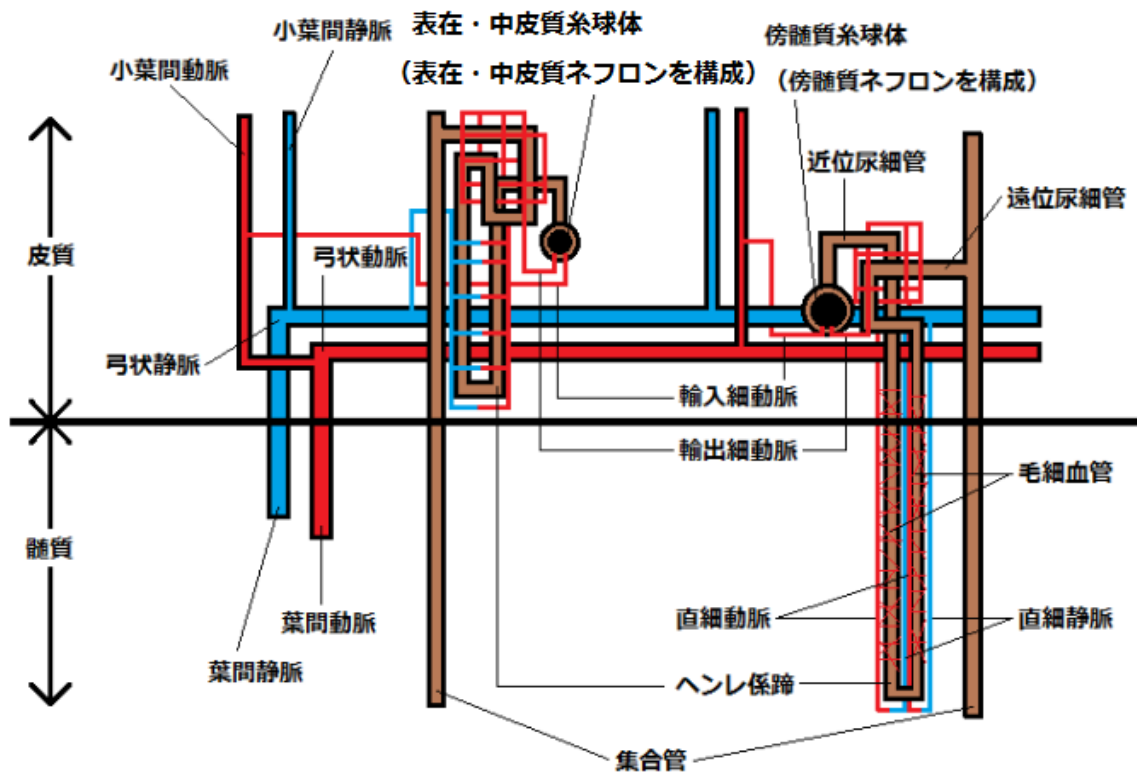 小葉間静脈
表在・中皮質糸球体
（表在・中皮質ネフロンを構成）
傍髄質糸球体
（傍髄質ネフロンを構成）
小葉間動脈
近位尿細管
遠位尿細管
皮質
弓状動脈
弓状静脈
輸入細動脈
輸出細動脈
毛細血管
髄質
葉間動脈
直細動脈
直細静脈
葉間静脈
ヘンレ係蹄
集合管